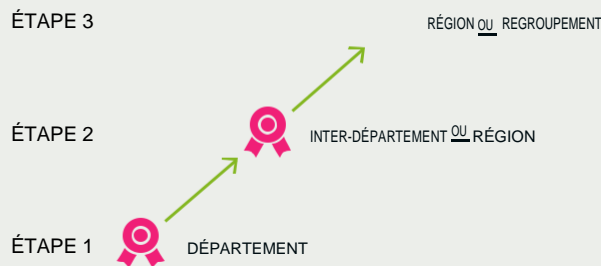 ÉTAPE 3 RÉGION OU REGROUPEMENT
ÉTAPE 2 INTER-DÉPARTEMENT OU RÉGION
ÉTAPE 1 DÉPARTEMENT